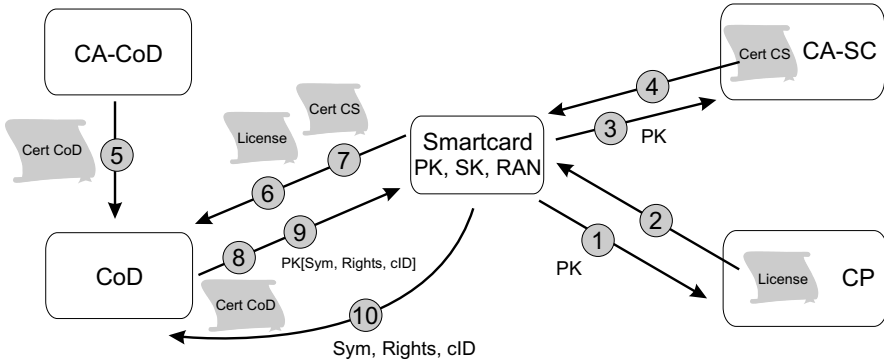 CA-CoD
Cert CoD
5
CoD
Cert CS
License
7
6
8
9
PK[Sym, Rights, cID]
Cert CoD
10
Sym, Rights, cID
Smartcard
PK, SK, RAN
4
3
PK
Cert CS
CA-SC
2
1
PK
License
CP